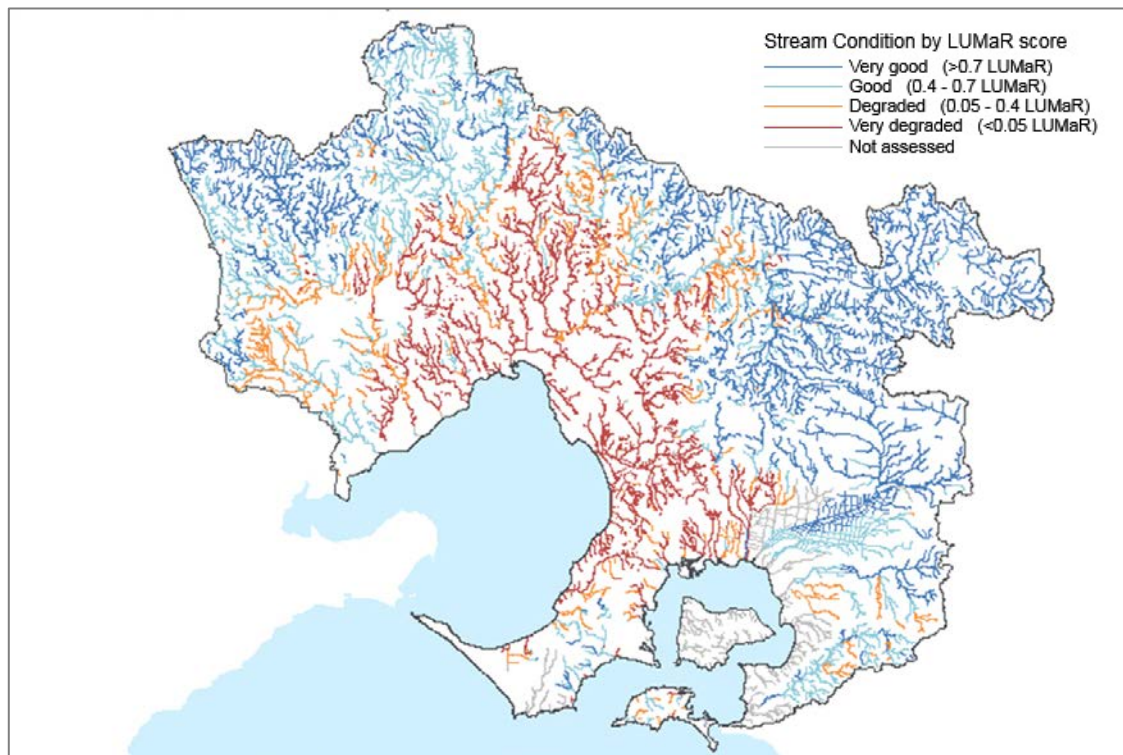 Stream Condition by LUMaR score
Very good (>0.7 LUMaR)
Good (0.4 - 0.7 LUMaR)
Degraded (0.05 - 0.4 LUMaR)
Very degraded (<0.05 LUMaR)
Not assessed